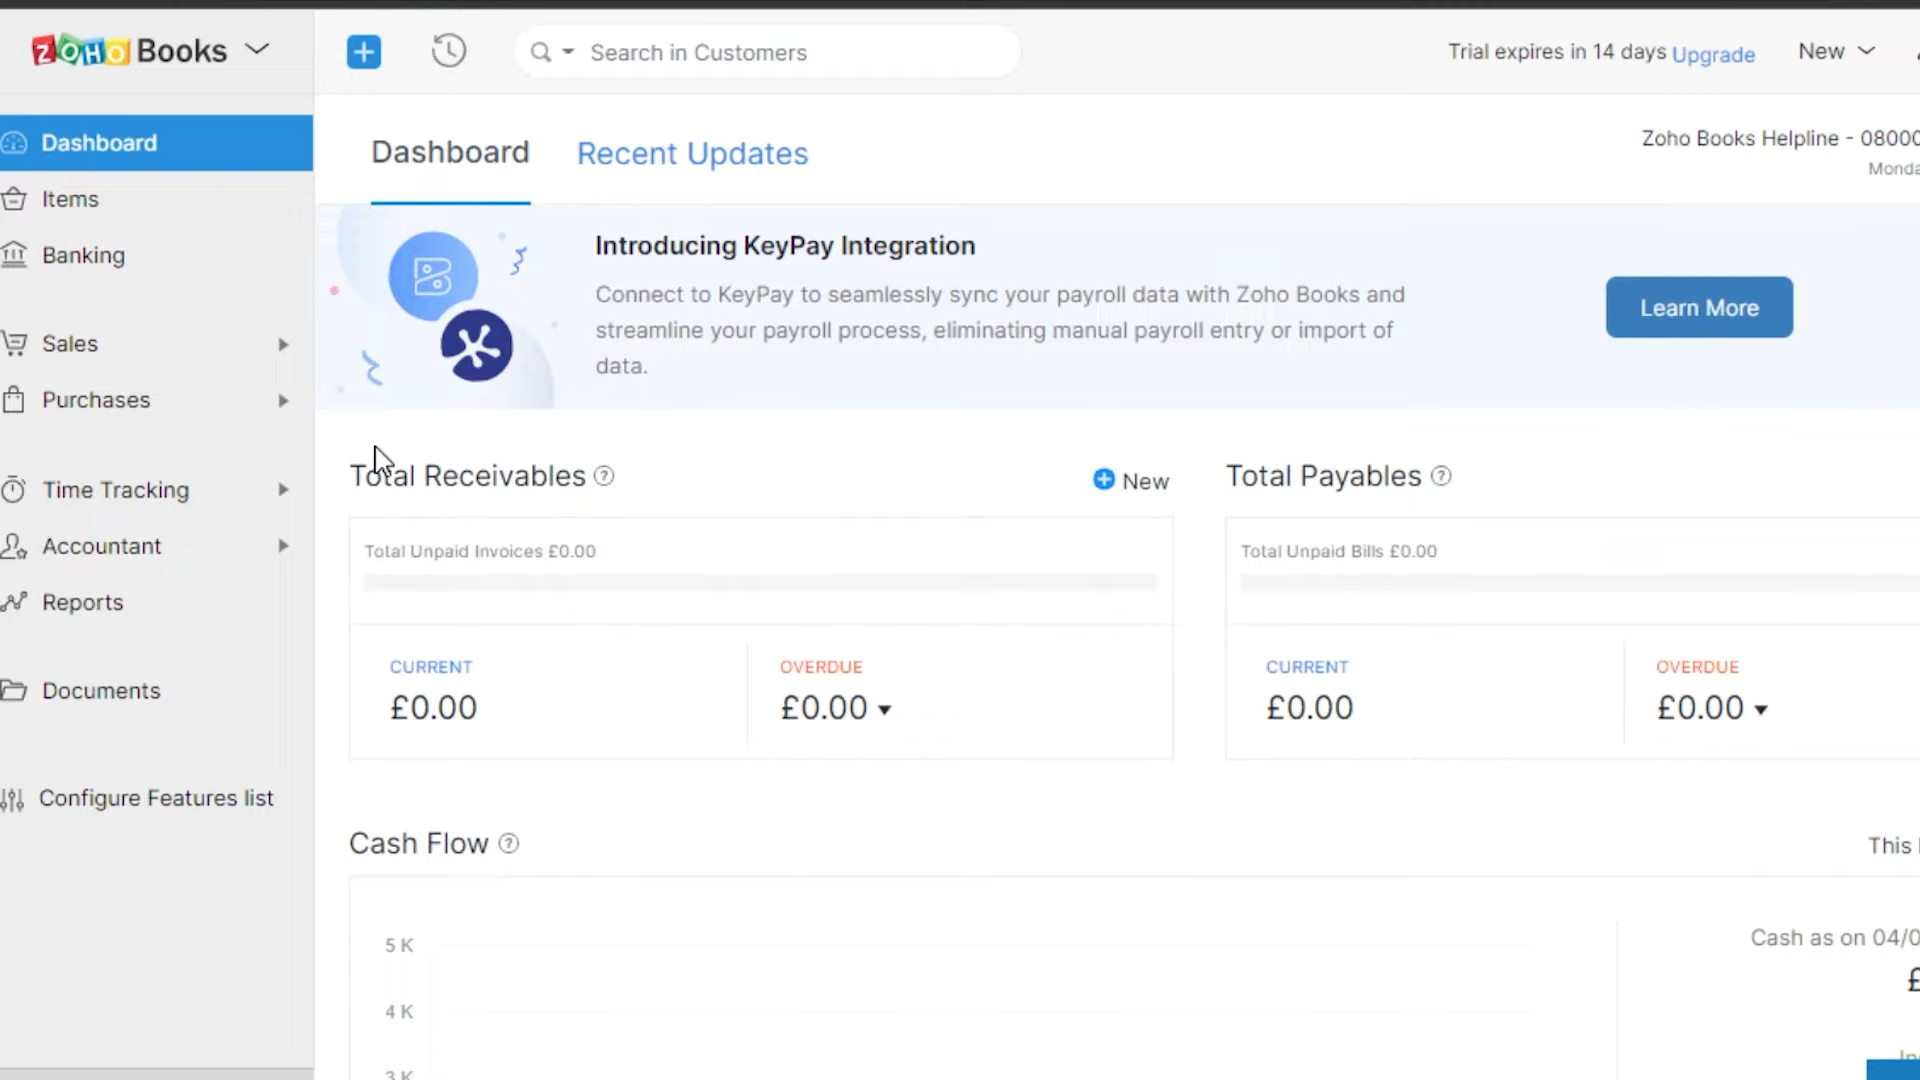 ZOHO Books
Search in Customers
Trial expires in 14 days Upgrade
New
Dashboard
Items
Banking
Sales
Purchases
Time Tracking
Accountant
Reports
Documents
Configure Features list
Dashboard
Recent Updates
Zoho Books Helpline - 08000
Monda
Introducing KeyPay Integration
Connect to KeyPay to seamlessly sync your payroll data with Zoho Books and
streamline your payroll process, eliminating manual payroll entry or import of
data.
Learn More
Total Receivables ?
New
Total Unpaid Invoices £0.00
CURRENT
£0.00
OVERDUE
£0.00
Total Payables ?
Total Unpaid Bills £0.00
CURRENT
£0.00
OVERDUE
£0.00
Cash Flow ?
This
5 K
4 K
3 K
Cash as on 04/0
£